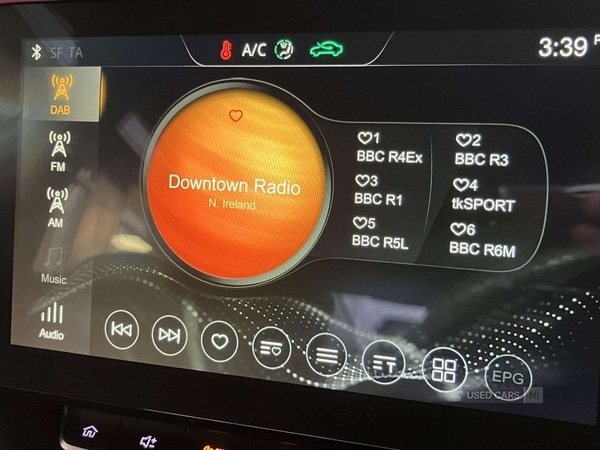 SF TA
A/C
3:39
P
DAB
FM
AM
Music
Audio
Downtown Radio
N. Ireland
1
BBC R4Ex
2
BBC R3
3
BBC R1
4
tkSPORT
5
BBC R5L
6
BBC R6M
T
EPG
USED CARS NI